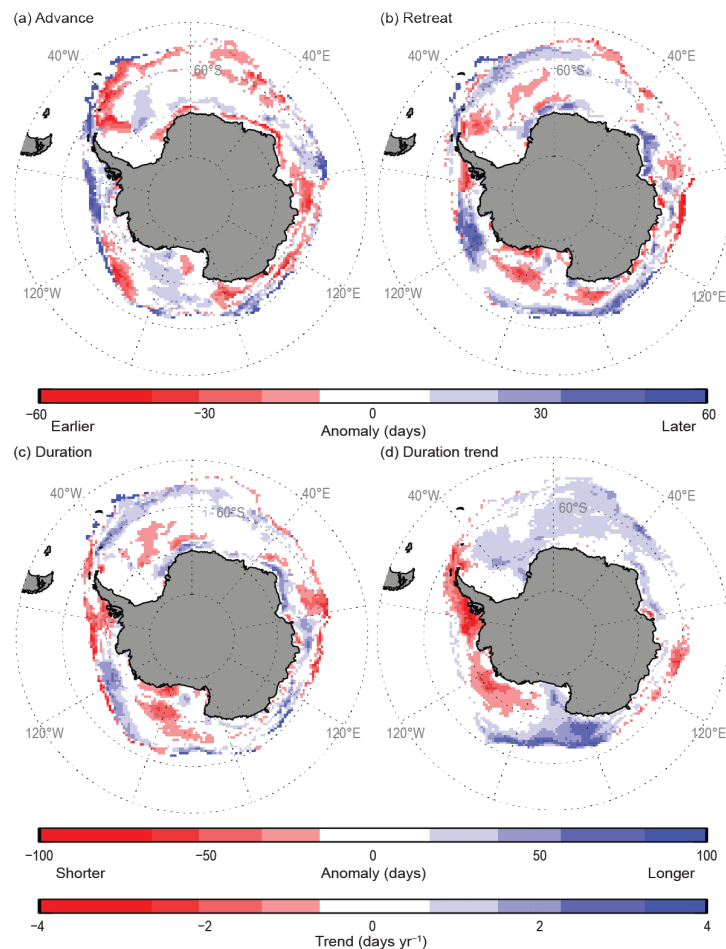 (a) Advance
(b) Retreat
40°W
40°E
60°S
120°W
120°E
40°W
40°E
60°S
120°W
120°E
−60 −30 0 30 60
Earlier Anomaly (days) Later
(c) Duration
(d) Duration trend
40°W
40°E
60°S
120°W
120°E
40°W
40°E
60°S
120°W
120°E
−100 −50 0 50 100
Shorter Anomaly (days) Longer
−4 −2 0 2 4
Trend (days yr⁻¹)